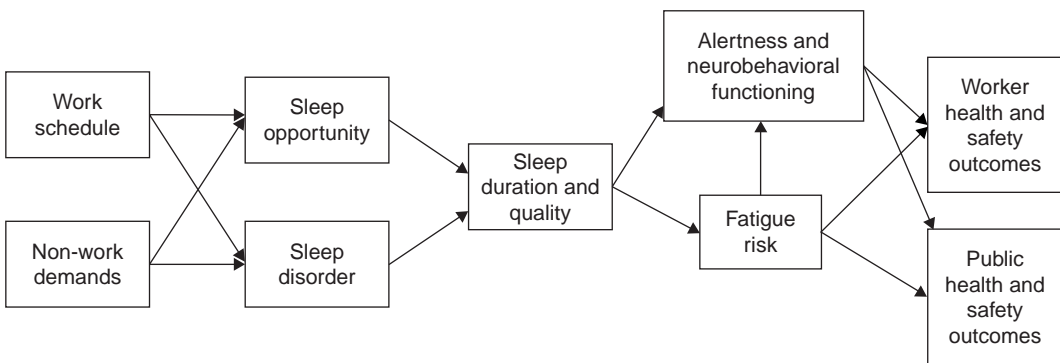 Work
schedule
Non-work
demands
Sleep
opportunity
Sleep
disorder
Sleep
duration and
quality
Alertness and
neurobehavioral
functioning
Fatigue
risk
Worker
health and
safety
outcomes
Public
health and
safety
outcomes